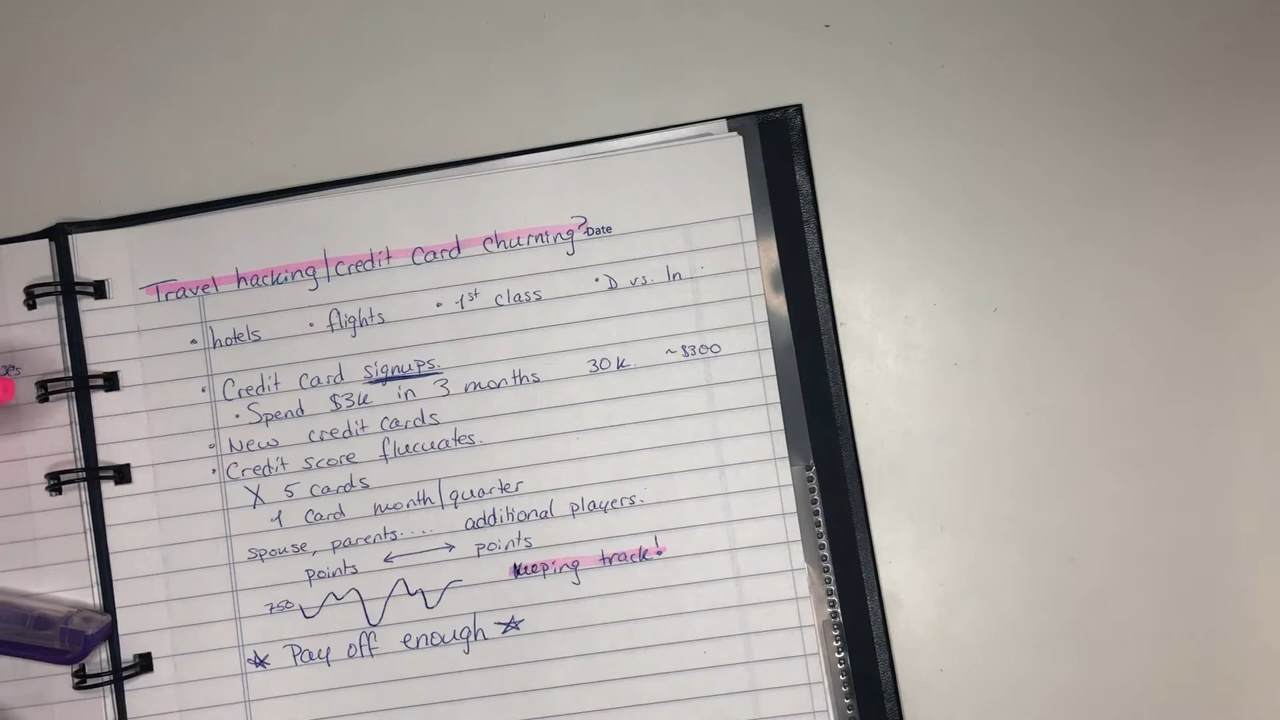 Travel hacking/credit card churning? Date
• hotels • flights • 1st class • D vs. In
• Credit Card signups.
• Spend $3k in 3 months 30k. ~$300
• New credit cards
• Credit score flucuates.
X 5 cards
1 card month/quarter
spouse, parents.... additional players.
points ←→ points
750 keeping track!
☆ Pay off enough ☆